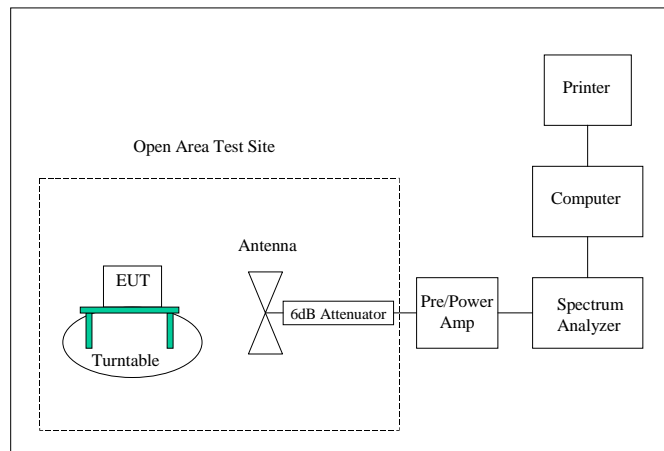 Printer
Open Area Test Site
Computer
Antenna
EUT
6dB Attenuator
Pre/Power
Amp
Spectrum
Analyzer
Turntable